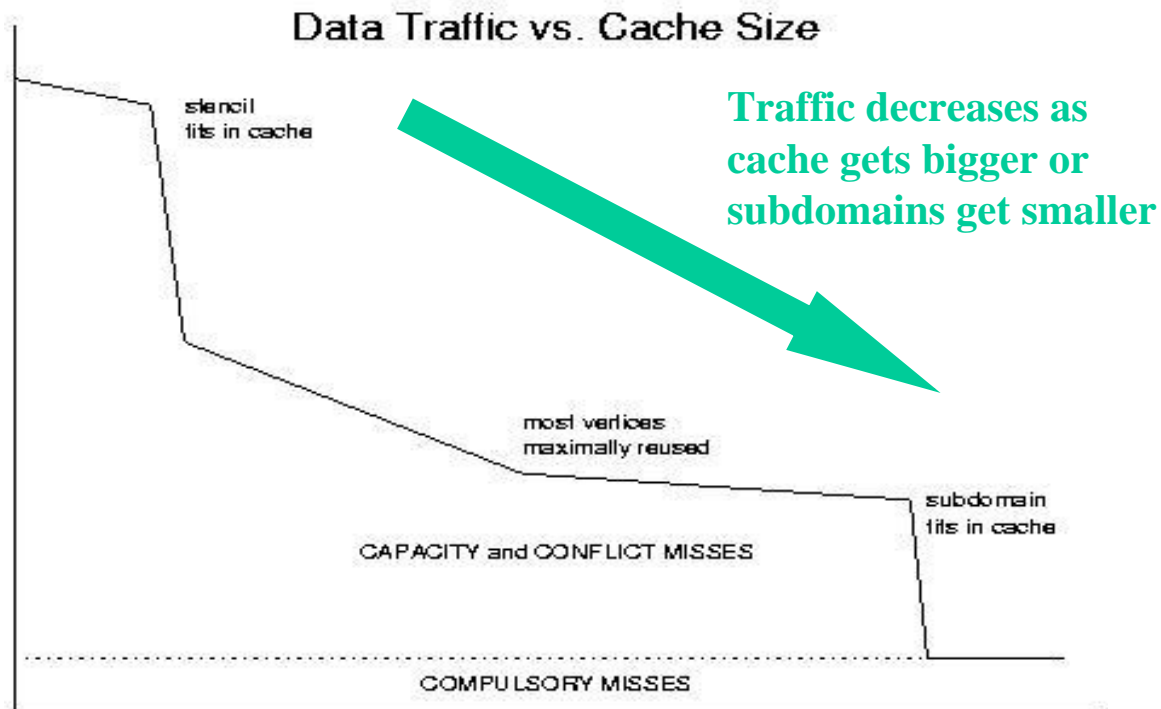 Data Traffic vs. Cache Size
stencil
fits in cache
Traffic decreases as
cache gets bigger or
subdomains get smaller
most vertices
maximally reused
subdomain
fits in cache
CAPACITY and CONFLICT MISSES
COMPULSORY MISSES